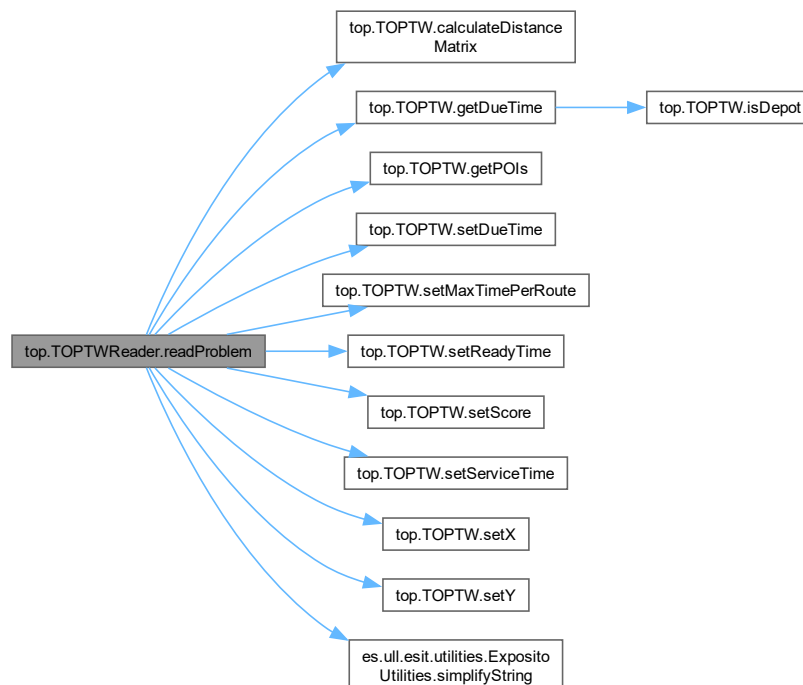 top.TOPTWReader.readProblem
top.TOPTW.calculateDistance
Matrix
top.TOPTW.getDueTime
top.TOPTW.isDepot
top.TOPTW.getPOIs
top.TOPTW.setDueTime
top.TOPTW.setMaxTimePerRoute
top.TOPTW.setReadyTime
top.TOPTW.setScore
top.TOPTW.setServiceTime
top.TOPTW.setX
top.TOPTW.setY
es.ull.esit.utilities.Exposito
Utilities.simplifyString